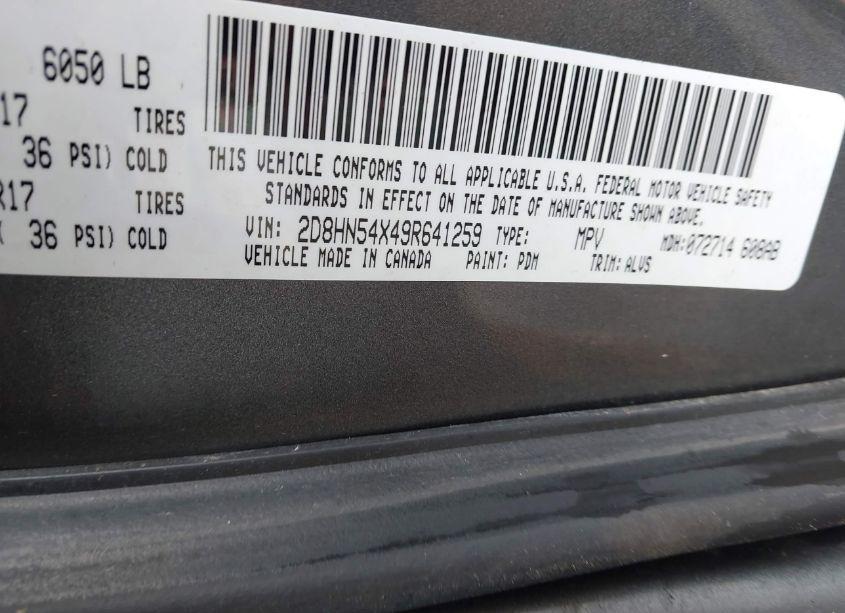 6050 LB
17 TIRES
36 PSI) COLD
R17 TIRES
( 36 PSI) COLD
THIS VEHICLE CONFORMS TO ALL APPLICABLE U.S.A. FEDERAL MOTOR VEHICLE SAFETY
STANDARDS IN EFFECT ON THE DATE OF MANUFACTURE SHOWN ABOVE.
VIN: 2D8HN54X49R641259 TYPE: MPV MDH:072714 608AB
VEHICLE MADE IN CANADA PAINT: PDM TRIM: ALVS